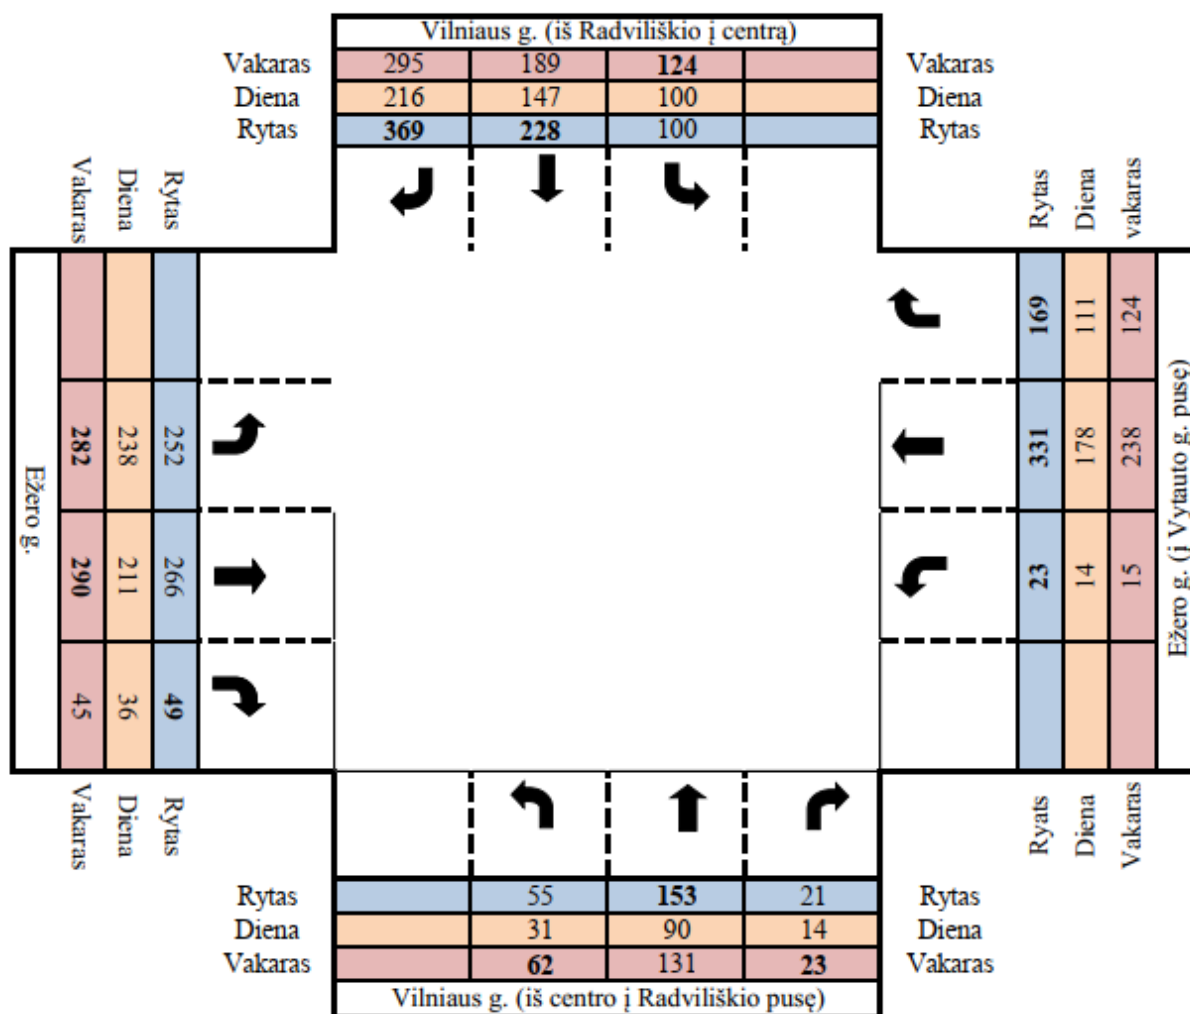 Vilniaus g. (iš Radviliškio į centrą)
Vakaras 295 189 124 Vakaras
Diena 216 147 100 Diena
Rytas 369 228 100 Rytas
Vakaras Diena Rytas
Rytas Diena vakaras
Ežero g.
282 238 252
290 211 266
45 36 49
Vakaras Diena Rytas
169 111 124
331 178 238
23 14 15
Ežero g. (į Vytauto g. pusę)
Ryats Diena Vakaras
Rytas 55 153 21 Rytas
Diena 31 90 14 Diena
Vakaras 62 131 23 Vakaras
Vilniaus g. (iš centro į Radviliškio pusę)